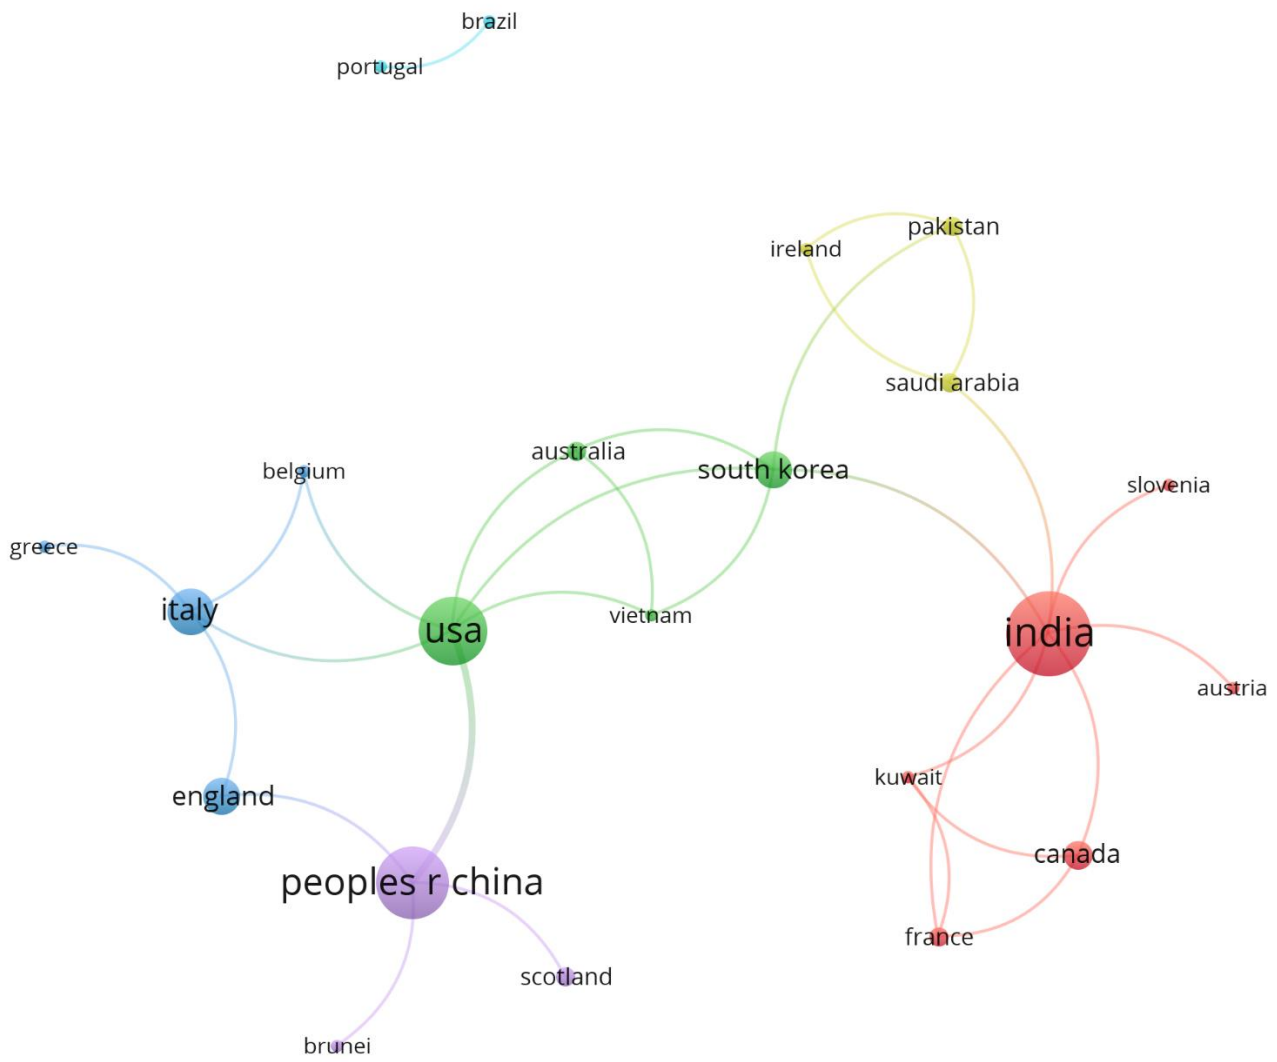 brazil
portugal
pakistan
ireland
saudi arabia
australia
south korea
belgium
slovenia
greece
italy
usa
vietnam
india
austria
kuwait
england
canada
peoples r china
france
scotland
brunei